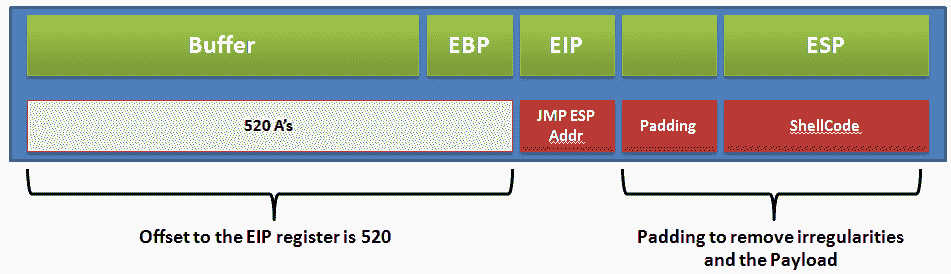 Buffer EBP EIP ESP
520 A's JMP ESP Padding ShellCode
Addr
Offset to the EIP register is 520 Padding to remove irregularities
and the Payload